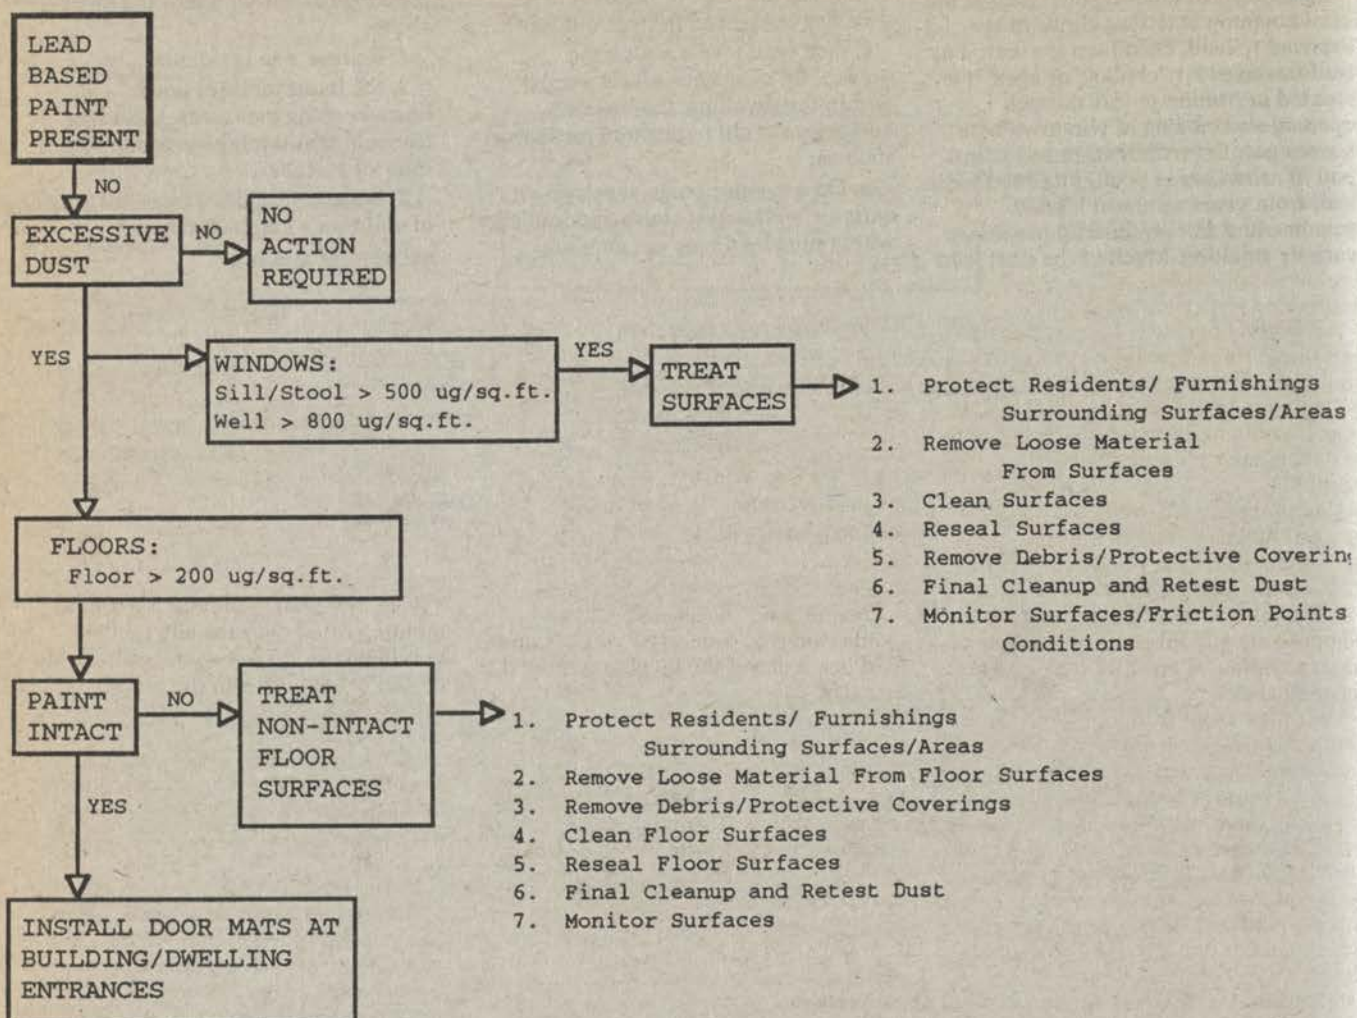 LEAD
BASED
PAINT
PRESENT
NO
EXCESSIVE
DUST
NO
NO
ACTION
REQUIRED
YES
WINDOWS:
Sill/Stool > 500 ug/sq.ft.
Well > 800 ug/sq.ft.
YES
TREAT
SURFACES
1. Protect Residents/ Furnishings
Surrounding Surfaces/Areas
2. Remove Loose Material
From Surfaces
3. Clean Surfaces
4. Reseal Surfaces
5. Remove Debris/Protective Covering
6. Final Cleanup and Retest Dust
7. Monitor Surfaces/Friction Points
Conditions
FLOORS:
Floor > 200 ug/sq.ft.
PAINT
INTACT
NO
TREAT
NON-INTACT
FLOOR
SURFACES
1. Protect Residents/ Furnishings
Surrounding Surfaces/Areas
2. Remove Loose Material From Floor Surfaces
3. Remove Debris/Protective Coverings
4. Clean Floor Surfaces
5. Reseal Floor Surfaces
6. Final Cleanup and Retest Dust
7. Monitor Surfaces
YES
INSTALL DOOR MATS AT
BUILDING/DWELLING
ENTRANCES